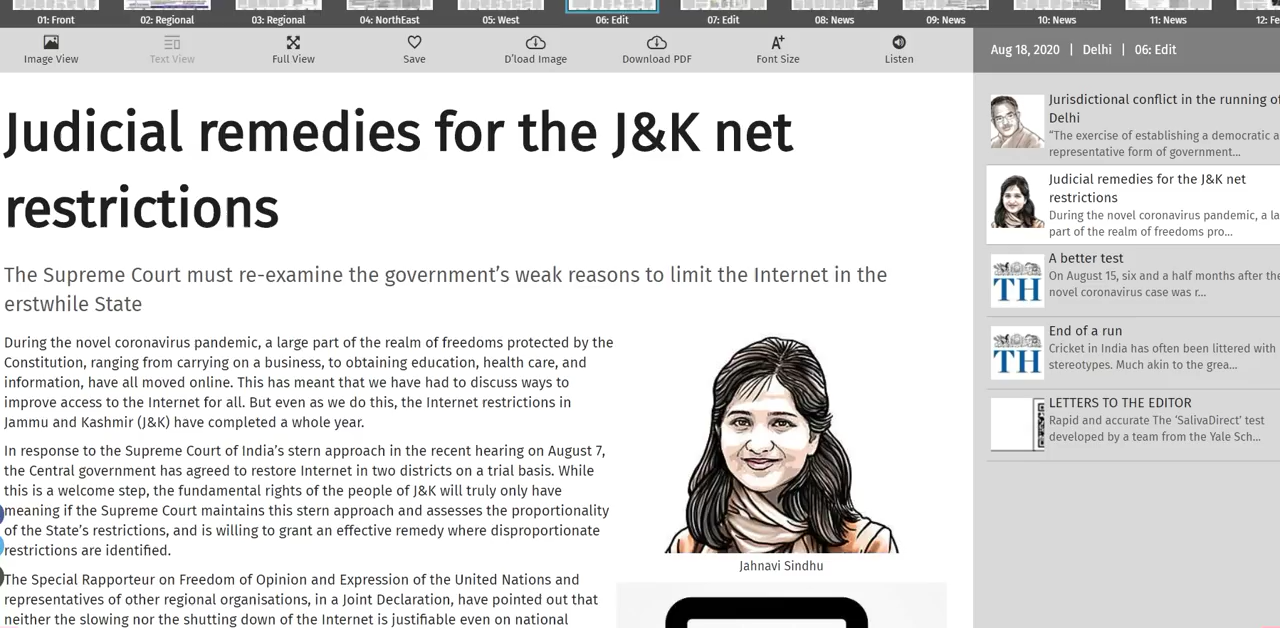 01: Front
02: Regional
03: Regional
04: NorthEast
05: West
06: Edit
07: Edit
08: News
09: News
10: News
11: News
12: Fe
Image View
Text View
Full View
Save
D'load Image
Download PDF
Font Size
Listen
Aug 18, 2020 | Delhi | 06: Edit
Judicial remedies for the J&K net
restrictions
The Supreme Court must re-examine the government’s weak reasons to limit the Internet in the
erstwhile State
During the novel coronavirus pandemic, a large part of the realm of freedoms protected by the
Constitution, ranging from carrying on a business, to obtaining education, health care, and
information, have all moved online. This has meant that we have had to discuss ways to
improve access to the Internet for all. But even as we do this, the Internet restrictions in
Jammu and Kashmir (J&K) have completed a whole year.
In response to the Supreme Court of India’s stern approach in the recent hearing on August 7,
the Central government has agreed to restore Internet in two districts on a trial basis. While
this is a welcome step, the fundamental rights of the people of J&K will truly only have
meaning if the Supreme Court maintains this stern approach and assesses the proportionality
of the State’s restrictions, and is willing to grant an effective remedy where disproportionate
restrictions are identified.
The Special Rapporteur on Freedom of Opinion and Expression of the United Nations and
representatives of other regional organisations, in a Joint Declaration, have pointed out that
neither the slowing nor the shutting down of the Internet is justifiable even on national
Jahnavi Sindhu
Jurisdictional conflict in the running of
Delhi
“The exercise of establishing a democratic a
representative form of government...
Judicial remedies for the J&K net
restrictions
During the novel coronavirus pandemic, a la
part of the realm of freedoms pro...
TH
A better test
On August 15, six and a half months after the
novel coronavirus case was r...
TH
End of a run
Cricket in India has often been littered with
stereotypes. Much akin to the grea...
LETTERS TO THE EDITOR
Rapid and accurate The ‘SalivaDirect’ test
developed by a team from the Yale Sch...